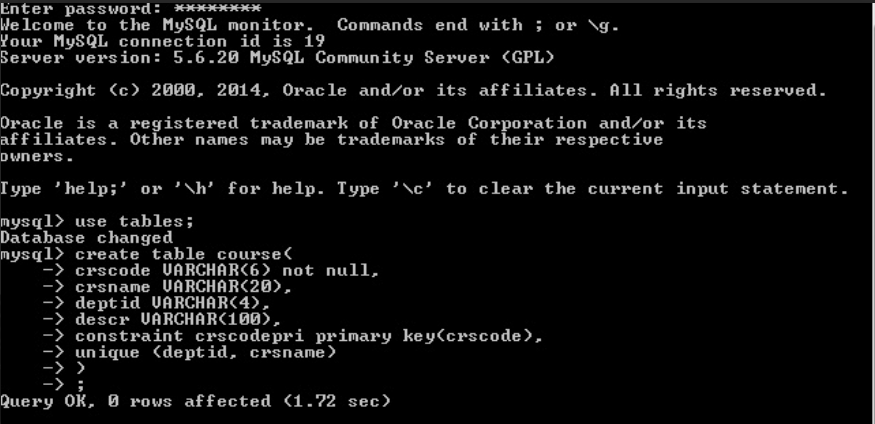 Enter password: ********
Welcome to the MySQL monitor.  Commands end with ; or \g.
Your MySQL connection id is 19
Server version: 5.6.20 MySQL Community Server (GPL)
Copyright (c) 2000, 2014, Oracle and/or its affiliates. All rights reserved.
Oracle is a registered trademark of Oracle Corporation and/or its
affiliates. Other names may be trademarks of their respective
owners.
Type 'help;' or '\h' for help. Type '\c' to clear the current input statement.
mysql> use tables;
Database changed
mysql> create table course(
    -> crscode VARCHAR(6) not null,
    -> crsname VARCHAR(20),
    -> deptid VARCHAR(4),
    -> descr VARCHAR(100),
    -> constraint crscodepri primary key(crscode),
    -> unique (deptid, crsname)
    -> )
    -> ;
Query OK, 0 rows affected (1.72 sec)